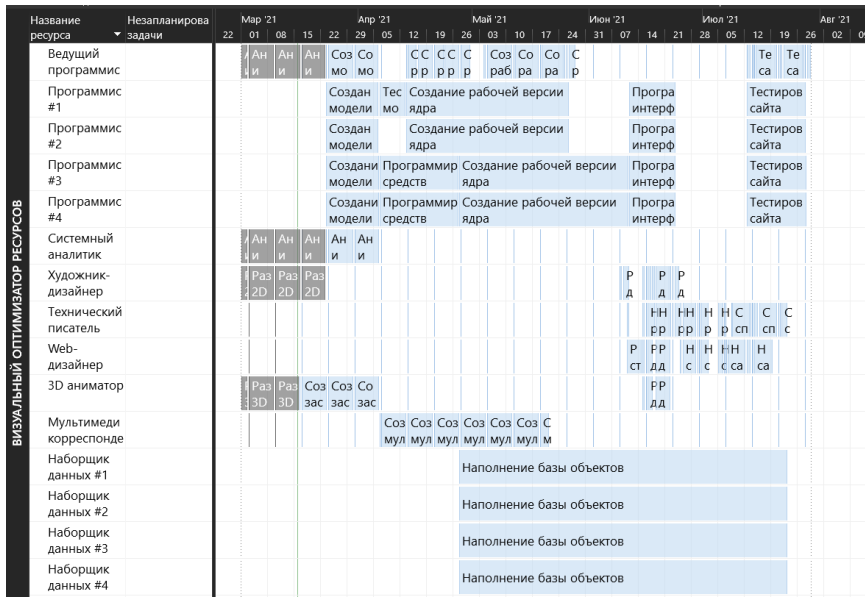 Название ресурса
Незапланирова задачи
Мар '21 Апр '21 Май '21 Июн '21 Июл '21 Авг '21
22 01 08 15 22 29 05 12 19 26 03 10 17 24 31 07 14 21 28 05 12 19 26 02
ВИЗУАЛЬНЫЙ ОПТИМИЗАТОР РЕСУРСОВ
Ведущий Ан Ан Ан Соз Со С С С С С Соз Со Со С Те Те
программис и и и мо мо р р р р р раб ра ра р са са
Программис Создан Тес Создание рабочей версии Програ Тестиров
#1 модели мо ядра интерф сайта
Программис Создан Создание рабочей версии Програ Тестиров
#2 модели ядра интерф сайта
Программис Создани Программир Создание рабочей версии Програ Тестиров
#3 модели средств ядра интерф сайта
Программис Создани Программир Создание рабочей версии Програ Тестиров
#4 модели средств ядра интерф сайта
Системный Ан Ан Ан Ан Ан
аналитик и и и и и
Художник- Раз Раз Раз Р Р Р
дизайнер 2D 2D 2D д д д
Технический Н Н Н Н Н Н С С С
писатель р р р р р р сп сп с
Web- Р Р Р Н Н Н Н Н
дизайнер ст д д с с с са са
3D аниматор Раз Раз Соз Соз Со Р Р
3D 3D зас зас зас д д
Мультимеди Соз Соз Соз Соз Соз Соз С
корреспонде мул мул мул мул мул мул м
Наборщик
данных #1 Наполнение базы объектов
Наборщик
данных #2 Наполнение базы объектов
Наборщик
данных #3 Наполнение базы объектов
Наборщик
данных #4 Наполнение базы объектов